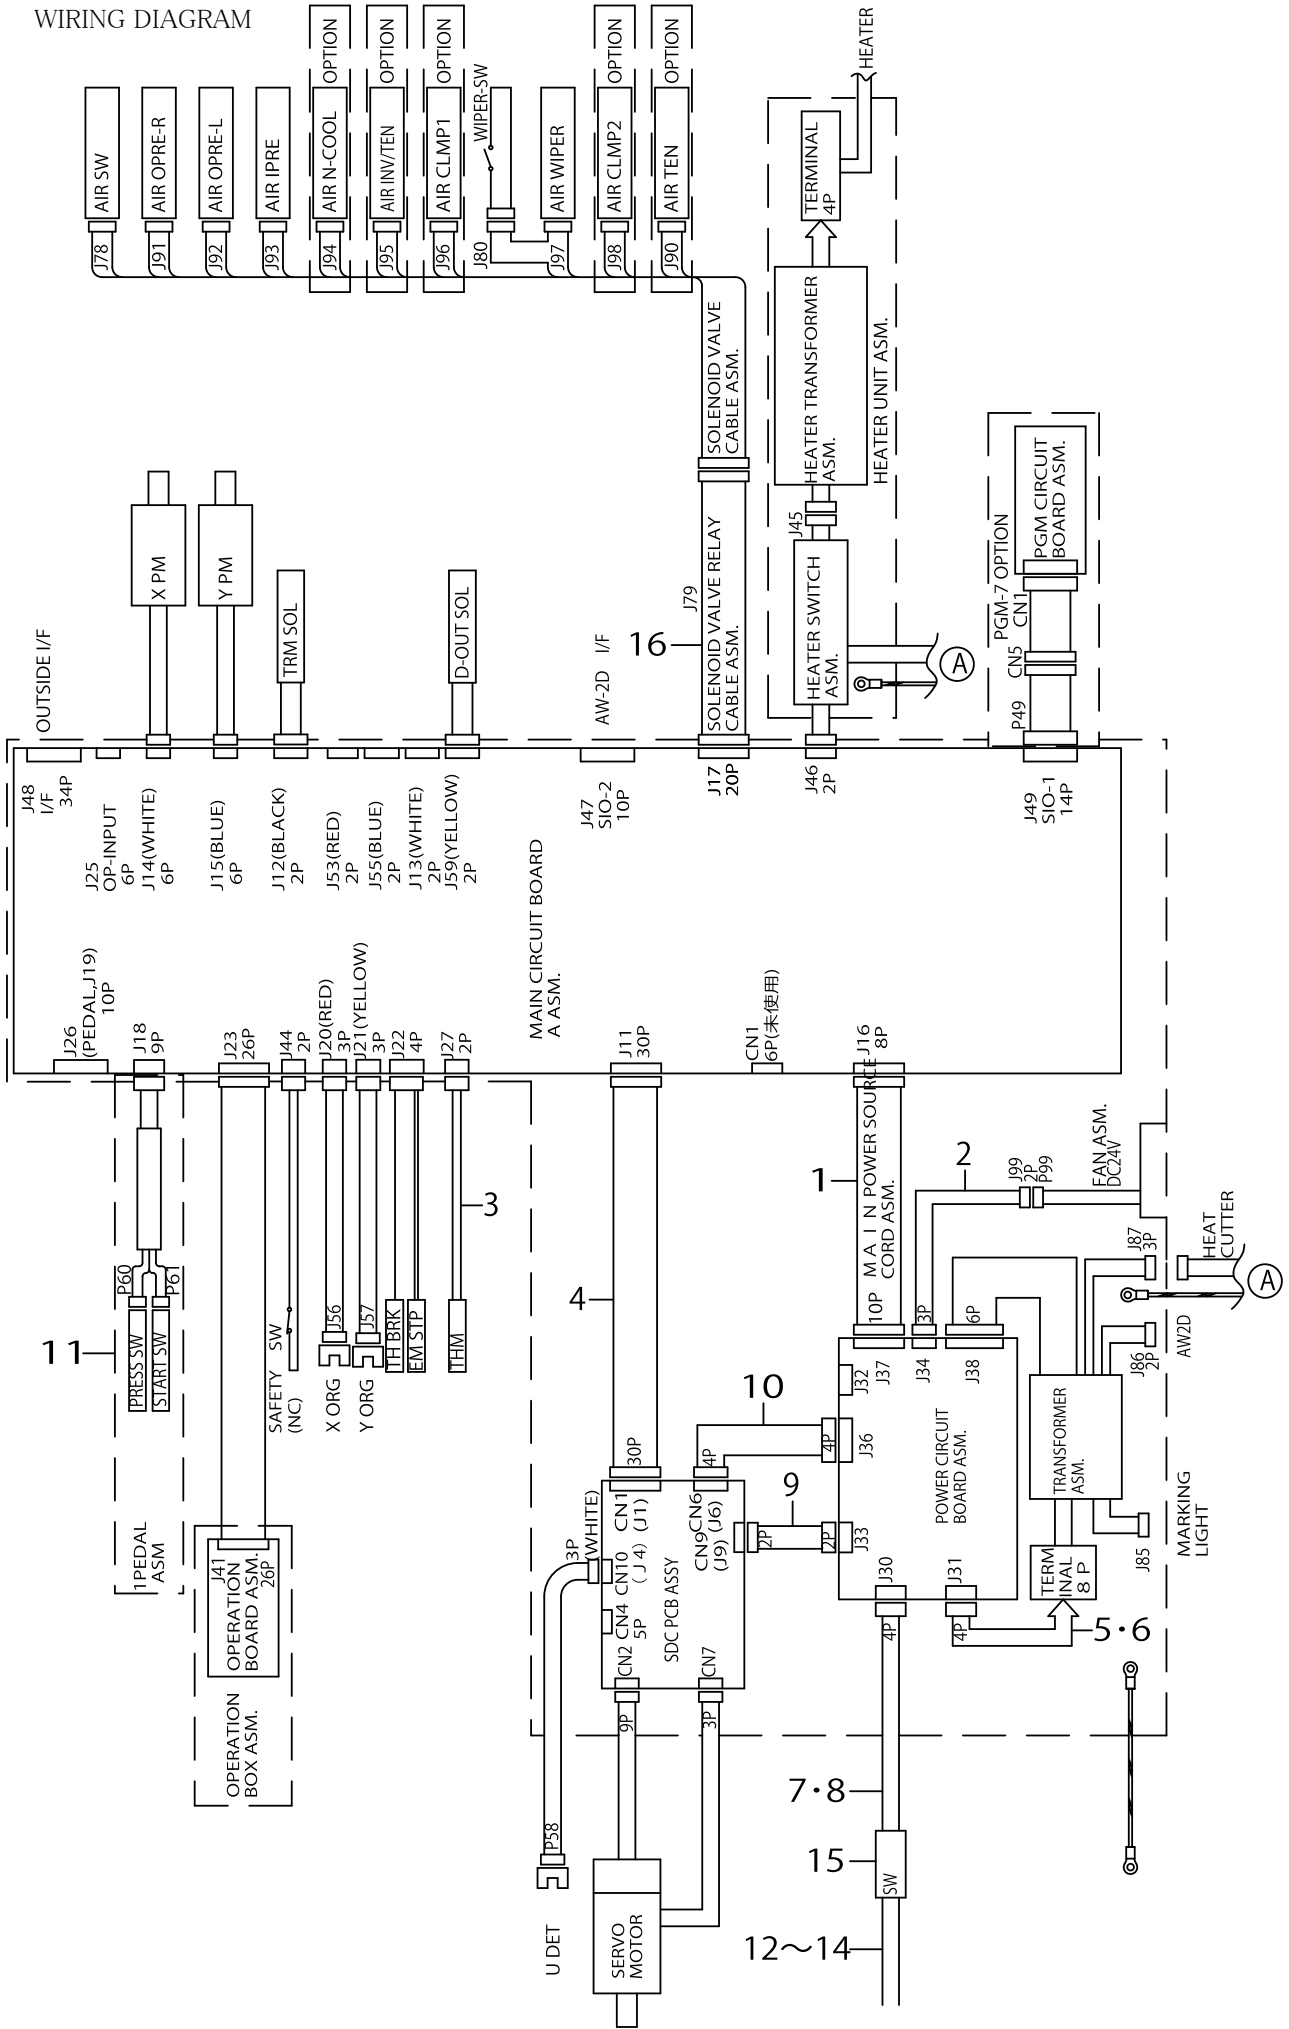 WIRING DIAGRAM
AIR SW
J78
AIR OPRE-R
J91
AIR OPRE-L
J92
AIR IPRE
J93
AIR N-COOL
OPTION
J94
AIR INV/TEN
OPTION
J95
AIR CLMP1
OPTION
J96
WIPER-SW
J80
AIR WIPER
J97
AIR CLMP2
OPTION
J98
AIR TEN
OPTION
J90
SOLENOID VALVE
CABLE ASM.
HEATER
TERMINAL
4P
HEATER TRANSFORMER
ASM.
HEATER UNIT ASM.
J45
HEATER SWITCH
ASM.
A
PGM CIRCUIT
BOARD ASM.
PGM-7 OPTION
CN1
CN5
P49
OUTSIDE I/F
X PM
Y PM
TRM SOL
D-OUT SOL
AW-2D I/F
16
J79
SOLENOID VALVE RELAY
CABLE ASM.
J48
I/F
34P
J25
OP-INPUT
6P
J14(WHITE)
6P
J15(BLUE)
6P
J12(BLACK)
2P
J53(RED)
2P
J55(BLUE)
2P
J13(WHITE)
2P
J59(YELLOW)
2P
J47
SIO-2
10P
J17
20P
J46
2P
J49
SIO-1
14P
MAIN CIRCUIT BOARD
A ASM.
J26
(PEDAL,J19)
10P
J18
9P
J23
26P
J44
2P
J20(RED)
3P
J21(YELLOW)
3P
J22
4P
J27
2P
J11
30P
CN1
6P(未使用)
J16
8P
11
P60
P61
PRESS SW
START SW
1PEDAL
ASM
SAFETY SW
(NC)
J56
X ORG
J57
Y ORG
TH BRK
EM STP
THM
3
J41
OPERATION
BOARD ASM.
26P
OPERATION
BOX ASM.
4
1
MAIN POWER SOURCE
CORD ASM.
10P
2
J99
2P
P99
FAN ASM.
DC24V
J87
3P
HEAT
CUTTER
A
3P
6P
J86
2P
AW2D
J37
J34
J38
J32
J36
J33
J30
J31
POWER CIRCUIT
BOARD ASM.
TRANSFORMER
ASM.
MARKING
LIGHT
J85
TERM
INAL
8 P
5・6
10
4P
4P
9
2P
2P
30P
CN1
(J1)
CN6
(J6)
CN9
(J9)
CN10
( J 4)
3P
(WHITE)
CN4
5P
CN2
CN7
SDC PCB ASSY
9P
3P
4P
4P
7・8
15
SW
12～14
P58
U DET
SERVO
MOTOR